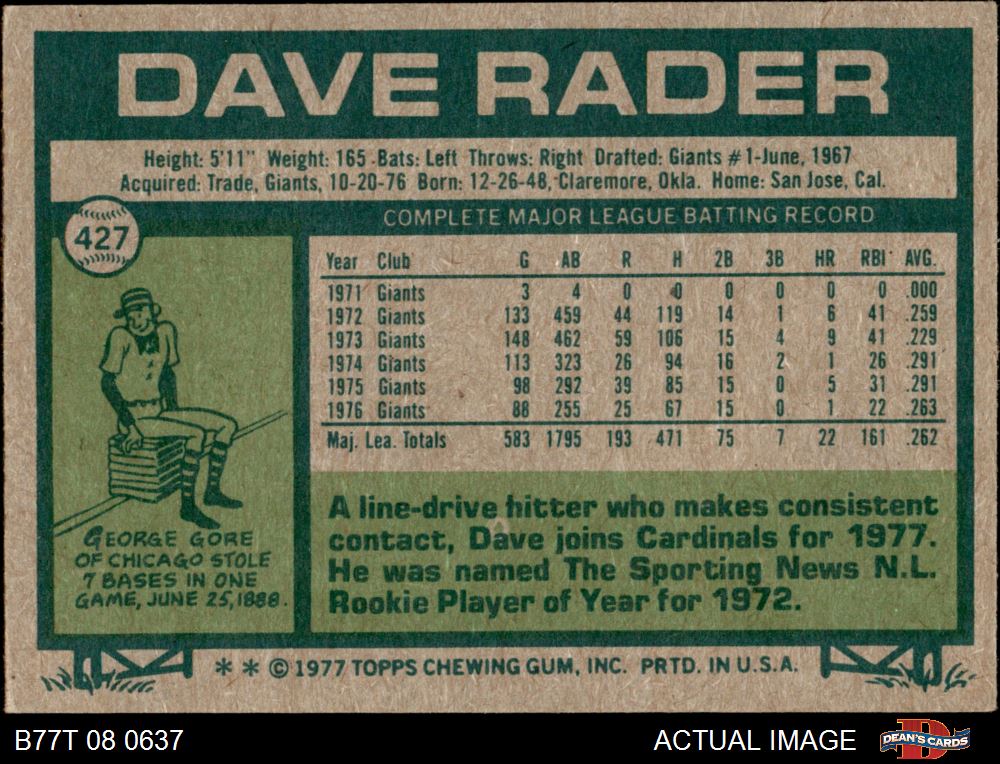 DAVE RADER
Height: 5'11" Weight: 165 Bats: Left Throws: Right Drafted: Giants #1-June, 1967
Acquired: Trade, Giants, 10-20-76 Born: 12-26-48, Claremore, Okla. Home: San Jose, Cal.
427
COMPLETE MAJOR LEAGUE BATTING RECORD
Year Club G AB R H 2B 3B HR RBI AVG.
1971 Giants 3 4 0 0 0 0 0 0 .000
1972 Giants 133 459 44 119 14 1 6 41 .259
1973 Giants 148 462 59 106 15 4 9 41 .229
1974 Giants 113 323 26 94 16 2 1 26 .291
1975 Giants 98 292 39 85 15 0 5 31 .291
1976 Giants 88 255 25 67 15 0 1 22 .263
Maj. Lea. Totals 583 1795 193 471 75 7 22 161 .262
GEORGE GORE
OF CHICAGO STOLE
7 BASES IN ONE
GAME, JUNE 25, 1888.
A line-drive hitter who makes consistent
contact, Dave joins Cardinals for 1977.
He was named The Sporting News N.L.
Rookie Player of Year for 1972.
* * © 1977 TOPPS CHEWING GUM, INC. PRTD. IN U.S.A.
B77T 08 0637
ACTUAL IMAGE
DEAN'S CARDS